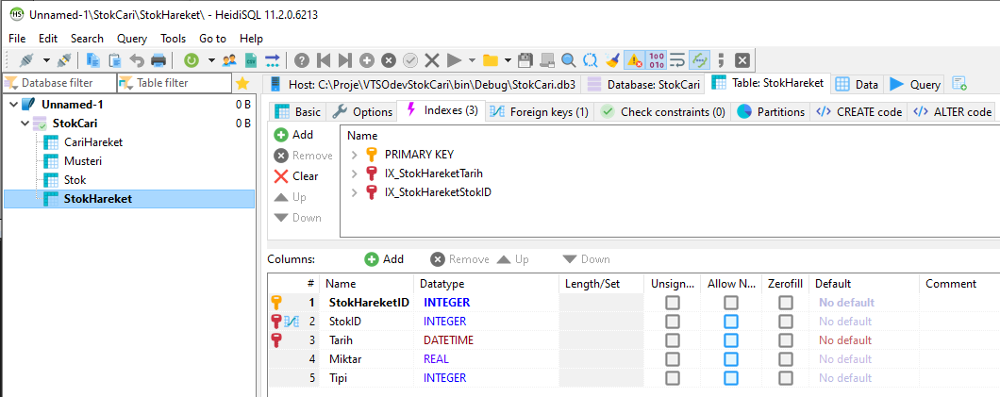 Unnamed-1\StokCari\StokHareket\ - HeidiSQL 11.2.0.6213
File Edit Search Query Tools Go to Help
Database filter Table filter
Host: C:\Proje\VTSOdevStokCari\bin\Debug\StokCari.db3 Database: StokCari Table: StokHareket Data Query
Unnamed-1 0 B
StokCari 0 B
CariHareket
Musteri
Stok
StokHareket
Basic Options Indexes (3) Foreign keys (1) Check constraints (0) Partitions CREATE code ALTER code
Add
Remove
Clear
Up
Down
Name
PRIMARY KEY
IX_StokHareketTarih
IX_StokHareketStokID
Columns: Add Remove Up Down
# Name Datatype Length/Set Unsign... Allow N... Zerofill Default Comment
1 StokHareketID INTEGER No default
2 StokID INTEGER No default
3 Tarih DATETIME No default
4 Miktar REAL No default
5 Tipi INTEGER No default